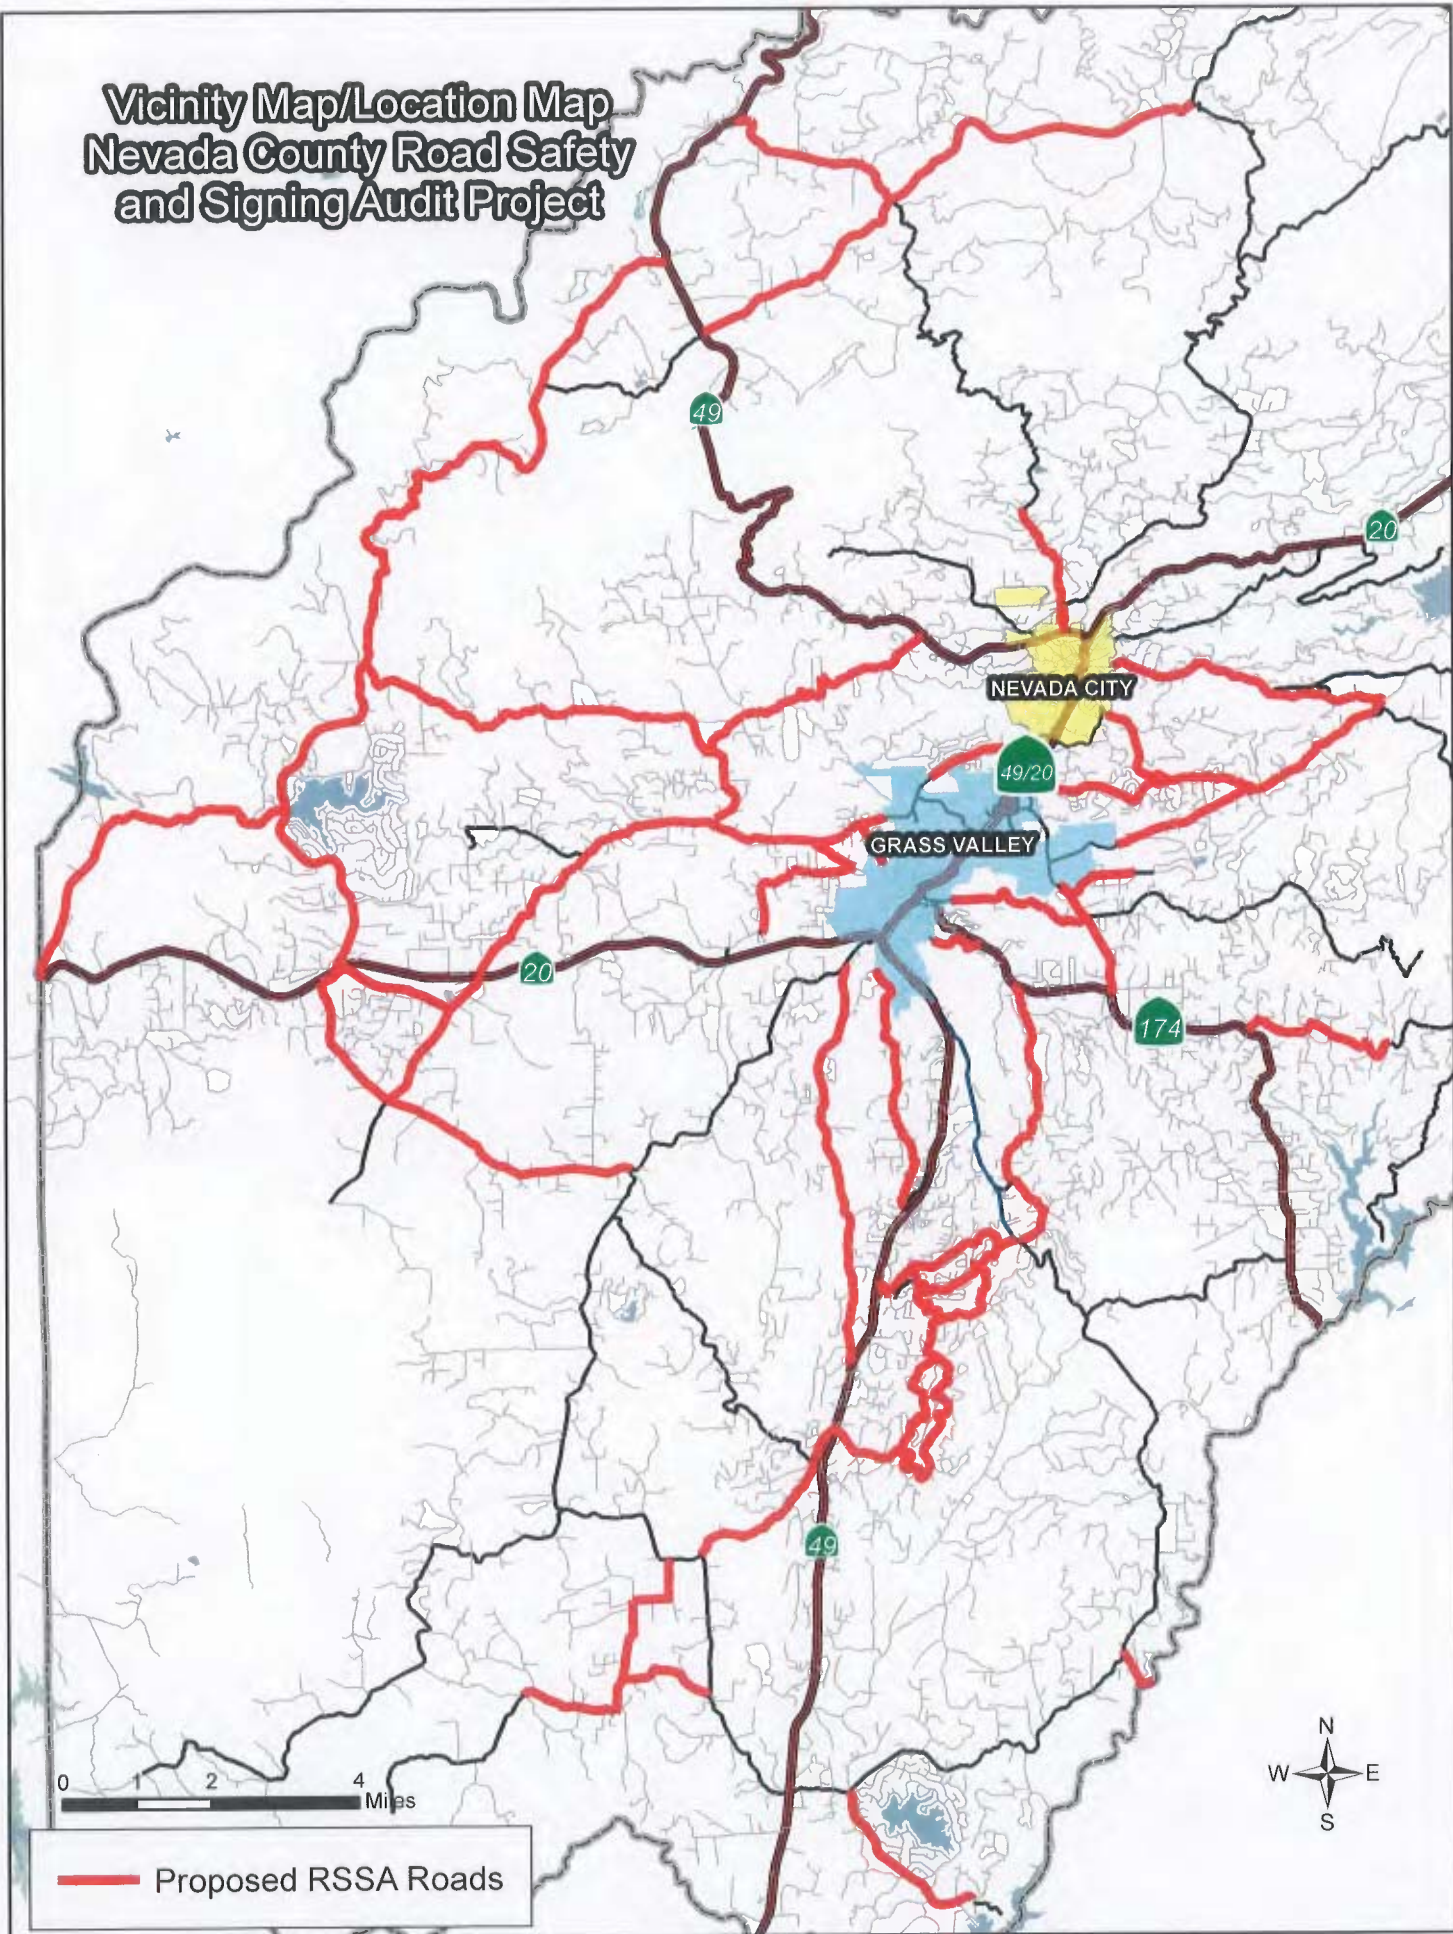 Vicinity Map/Location Map
Nevada County Road Safety
and Signing Audit Project
49
20
NEVADA CITY
49/20
GRASS VALLEY
20
174
49
N
W E
S
0 1 2 4
Miles
Proposed RSSA Roads